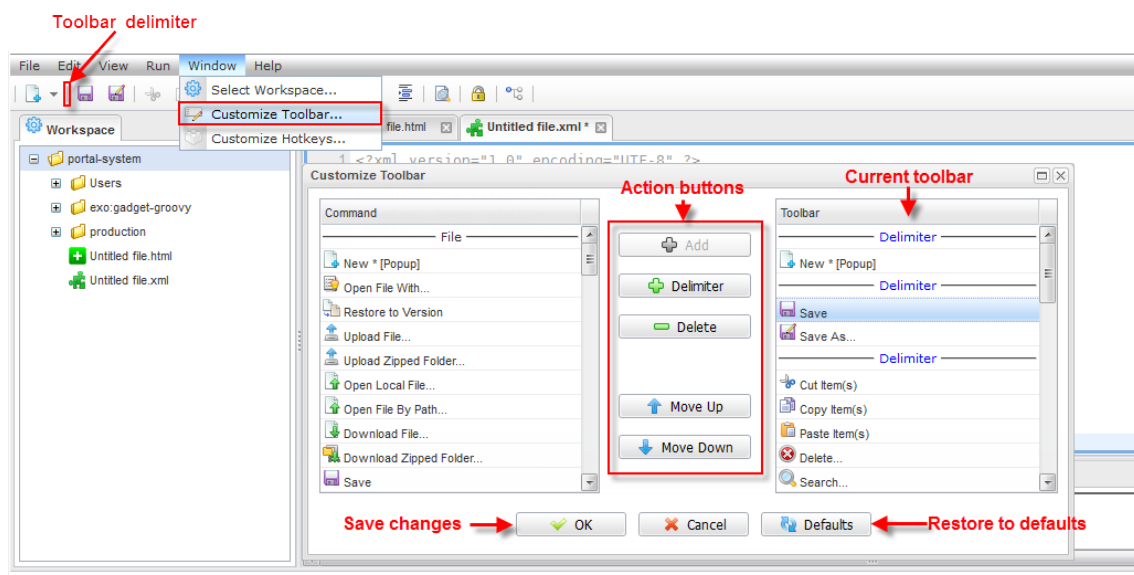 Toolbar delimiter
File Edit View Run Window Help
Select Workspace...
Customize Toolbar...
Customize Hotkeys...
Workspace
file.html
Untitled file.xml *
portal-system
Users
exo:gadget-groovy
production
Untitled file.html
Untitled file.xml
1 <?xml version="1.0" encoding="UTF-8" ?>
Customize Toolbar
Action buttons
Current toolbar
Command
File
New * [Popup]
Open File With...
Restore to Version
Upload File...
Upload Zipped Folder...
Open Local File...
Open File By Path...
Download File...
Download Zipped Folder...
Save
Add
Delimiter
Delete
Move Up
Move Down
Toolbar
Delimiter
New * [Popup]
Delimiter
Save
Save As...
Delimiter
Cut Item(s)
Copy Item(s)
Paste Item(s)
Delete...
Search...
Save changes
OK
Cancel
Defaults
Restore to defaults